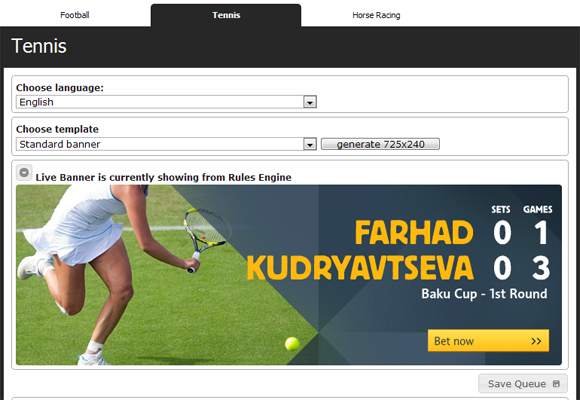 Football Tennis Horse Racing
Tennis
Choose language:
English
Choose template
Standard banner generate 725x240
Live Banner is currently showing from Rules Engine
SETS GAMES
FARHAD 0 1
KUDRYAVTSEVA 0 3
Baku Cup - 1st Round
Bet now >>
Save Queue